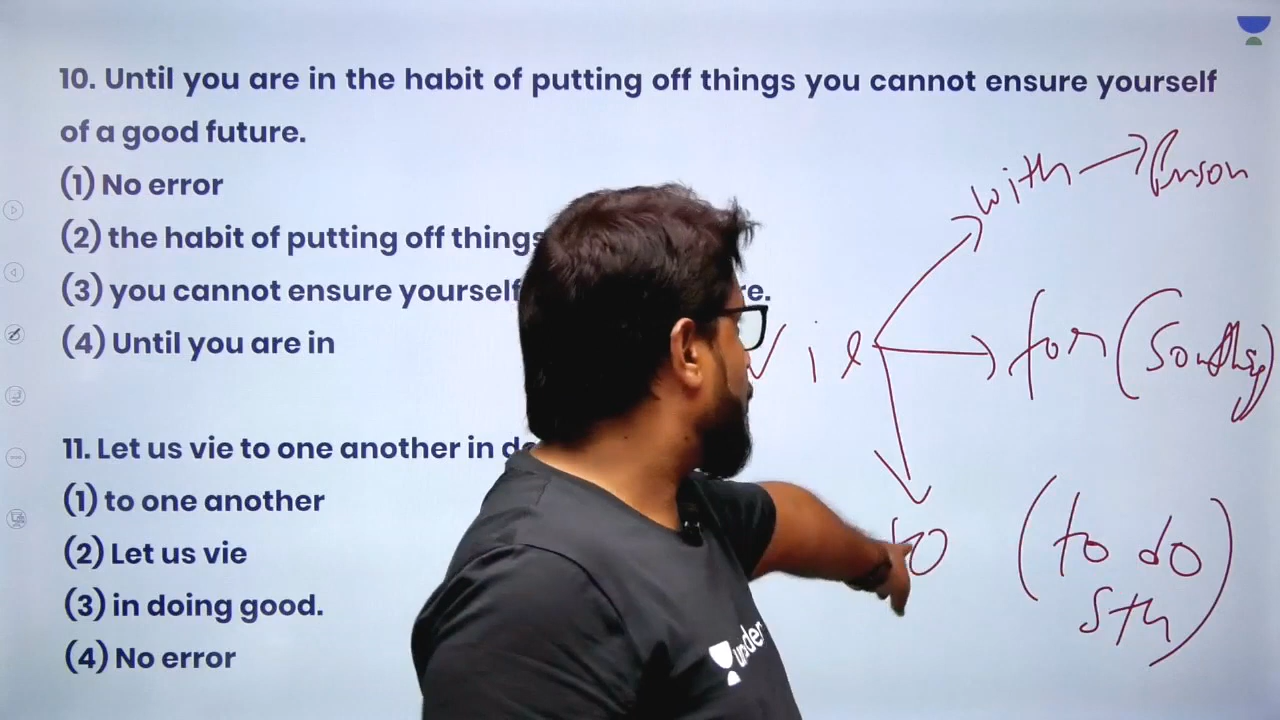 10. Until you are in the habit of putting off things you cannot ensure yourself
of a good future.
(1) No error
(2) the habit of putting off things
(3) you cannot ensure yourself
(4) Until you are in
11. Let us vie to one another in
(1) to one another
(2) Let us vie
(3) in doing good.
(4) No error
with → Person
Vie
for (Something)
to (to do
sth)